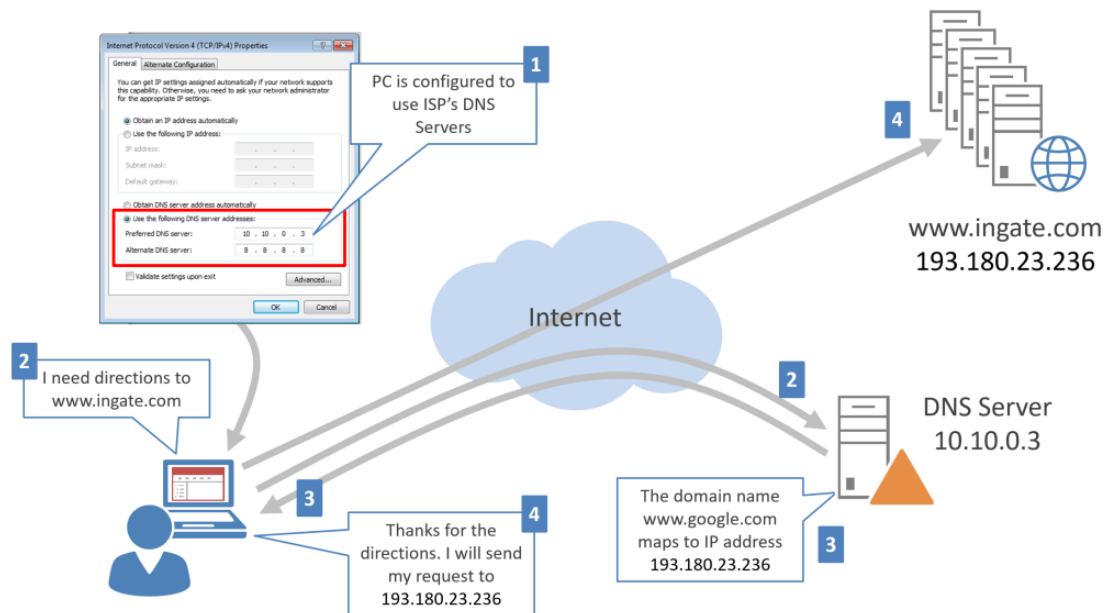 Internet Protocol Version 4 (TCP/IPv4) Properties
General
Alternate Configuration
You can get IP settings assigned automatically if your network supports
this capability. Otherwise, you need to ask your network administrator
for the appropriate IP settings.
Obtain an IP address automatically
Use the following IP address:
IP address:
Subnet mask:
Default gateway:
Obtain DNS server address automatically
Use the following DNS server addresses:
Preferred DNS server:
10 . 10 . 0 . 3
Alternate DNS server:
8 . 8 . 8 . 8
Validate settings upon exit
Advanced...
OK
Cancel
1
PC is configured to
use ISP's DNS
Servers
4
www.ingate.com
193.180.23.236
Internet
2
I need directions to
www.ingate.com
2
DNS Server
10.10.0.3
3
4
Thanks for the
directions. I will send
my request to
193.180.23.236
The domain name
www.google.com
maps to IP address
193.180.23.236
3